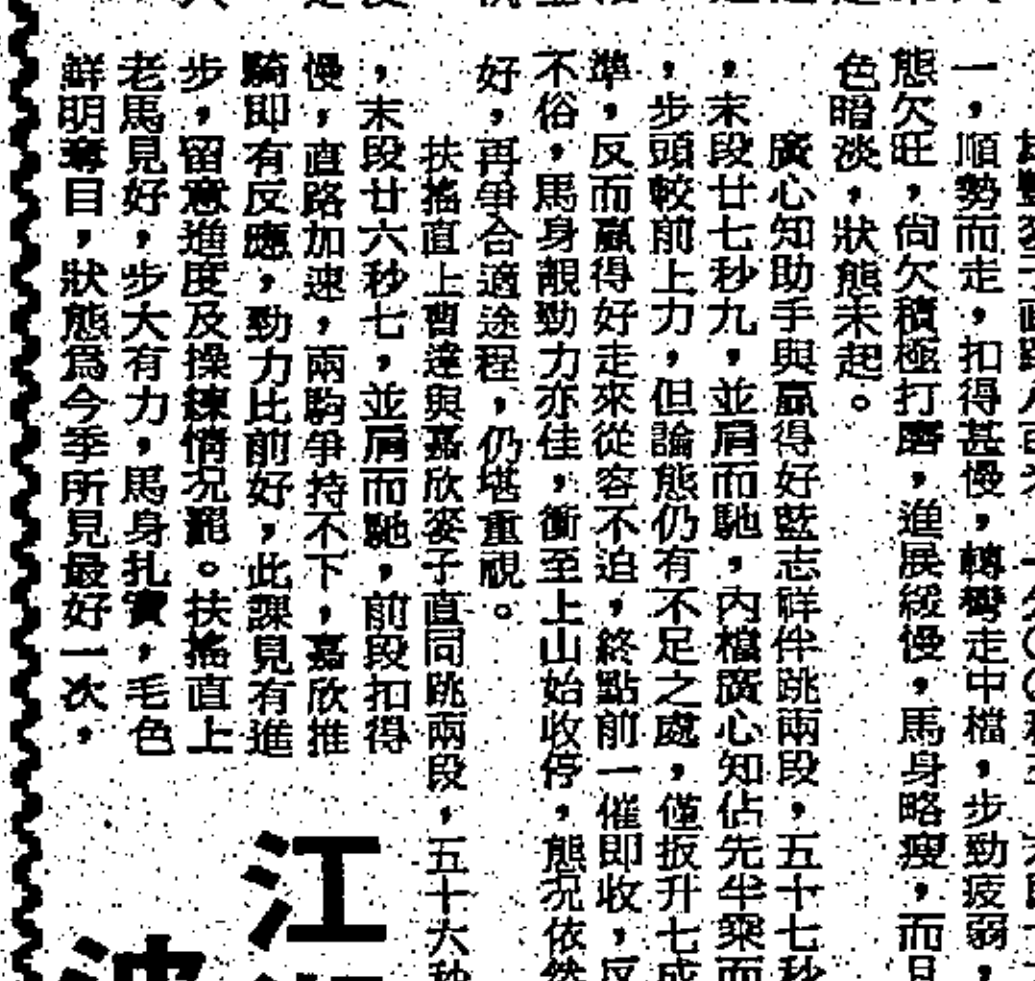 一，順勢而走，扣得甚慢，轉彎走中檔，步勁疲弱，
態欠旺，尚欠積極打磨，進展緩慢，馬身略瘦，而且
色暗淡，狀態未起。
廣心知助手與贏得好藍志祥伴跳兩段，五十七秒
，末段廿七秒九，並肩而馳，內檔廣心知佔先半乘而
，步頭較前上力，但論態仍有不足之處，僅扳升七成
準，反而贏得好走來從容不迫，終點前一催即收，反
不俗，馬身靚勁力亦佳，衝至上山始收停，態況依然
好，再爭合適途程，仍堪重視。
扶搖直上曹達與嘉欣麥子直同跳兩段，五十六秒
，末段廿六秒七，並肩而馳，前段扣得
慢，直路加速，兩駒爭持不下，嘉欣推
騎即有反應，勁力比前好，此課見有進
步，留意進度及操練情況罷。扶搖直上
老馬見好，步大有力，馬身扎實，毛色
鮮明奪目，狀態為今季所見最好一次，
江